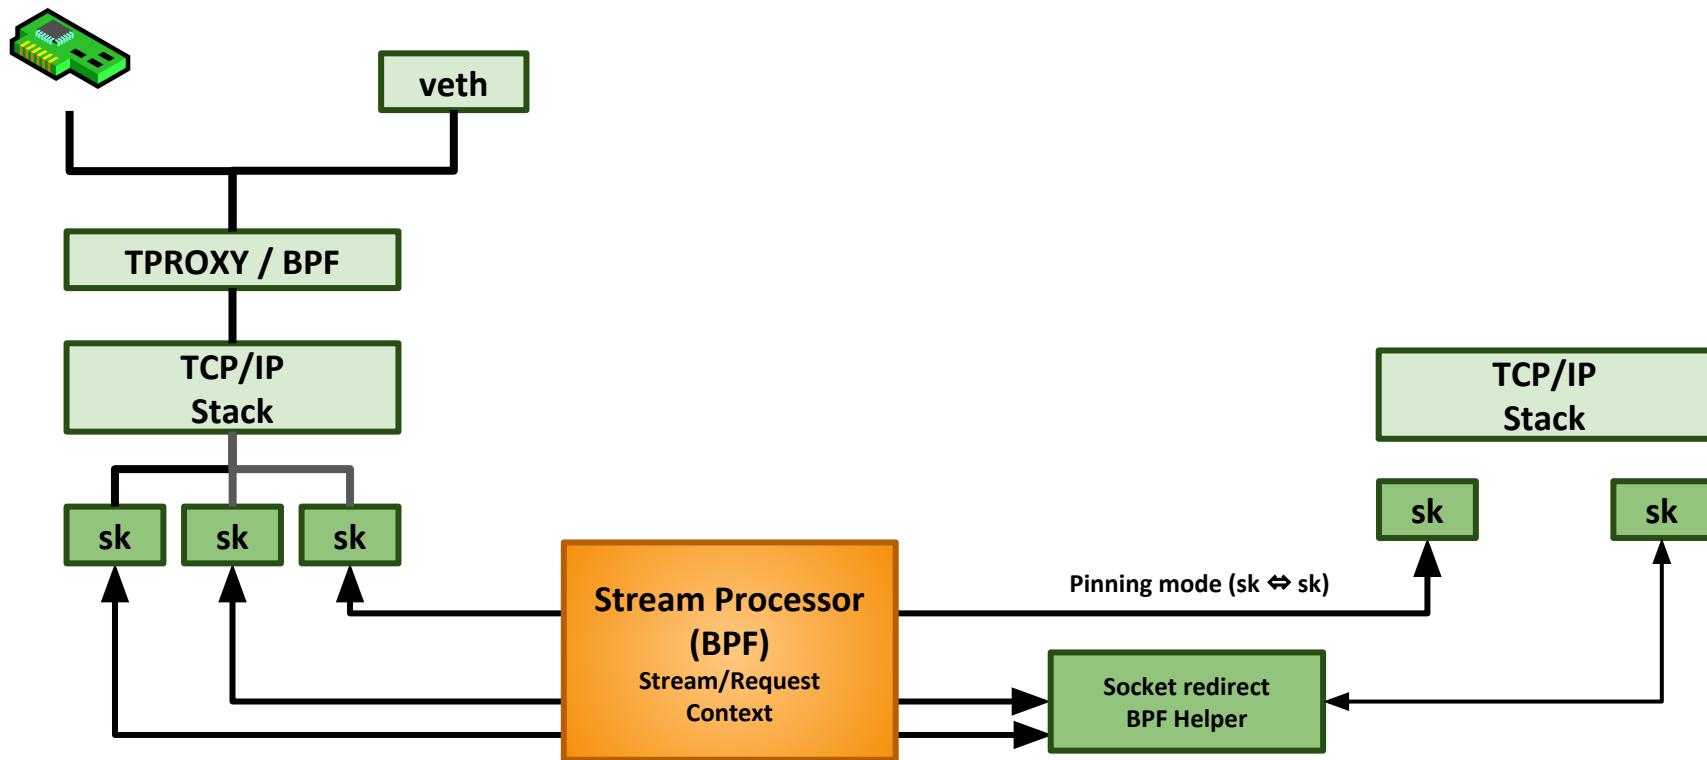 veth
TPROXY / BPF
TCP/IP
Stack
TCP/IP
Stack
sk
sk
sk
sk
sk
Pinning mode (sk ⇔ sk)
Stream Processor
(BPF)
Stream/Request
Context
Socket redirect
BPF Helper